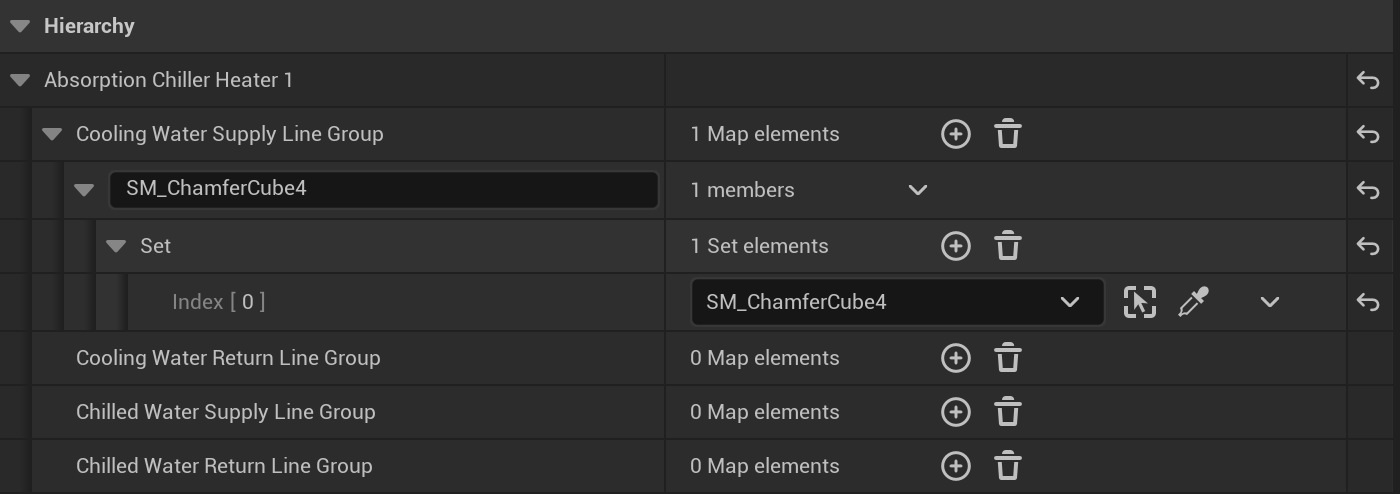 Hierarchy
Absorption Chiller Heater 1
Cooling Water Supply Line Group 1 Map elements
SM_ChamferCube4 1 members
Set 1 Set elements
Index [ 0 ] SM_ChamferCube4
Cooling Water Return Line Group 0 Map elements
Chilled Water Supply Line Group 0 Map elements
Chilled Water Return Line Group 0 Map elements